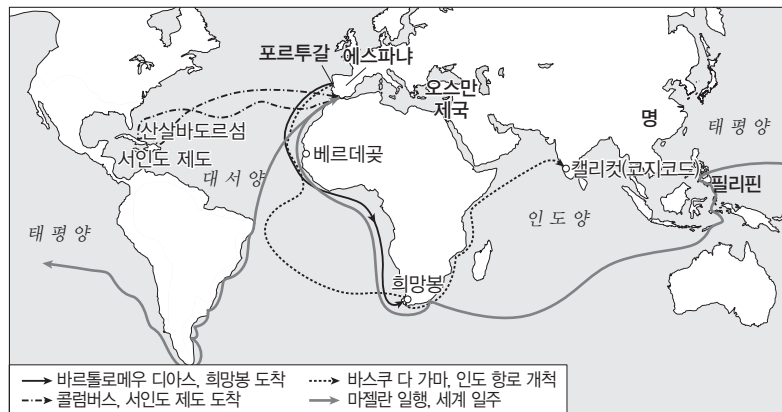 포르투갈
에스파냐
오스만
제국
명
태평양
산살바도르섬
서인도 제도
베르데곶
캘리컷(코지코드)
필리핀
대서양
인도양
태평양
희망봉
바르톨로메우 디아스, 희망봉 도착
바스쿠 다 가마, 인도 항로 개척
콜럼버스, 서인도 제도 도착
마젤란 일행, 세계 일주